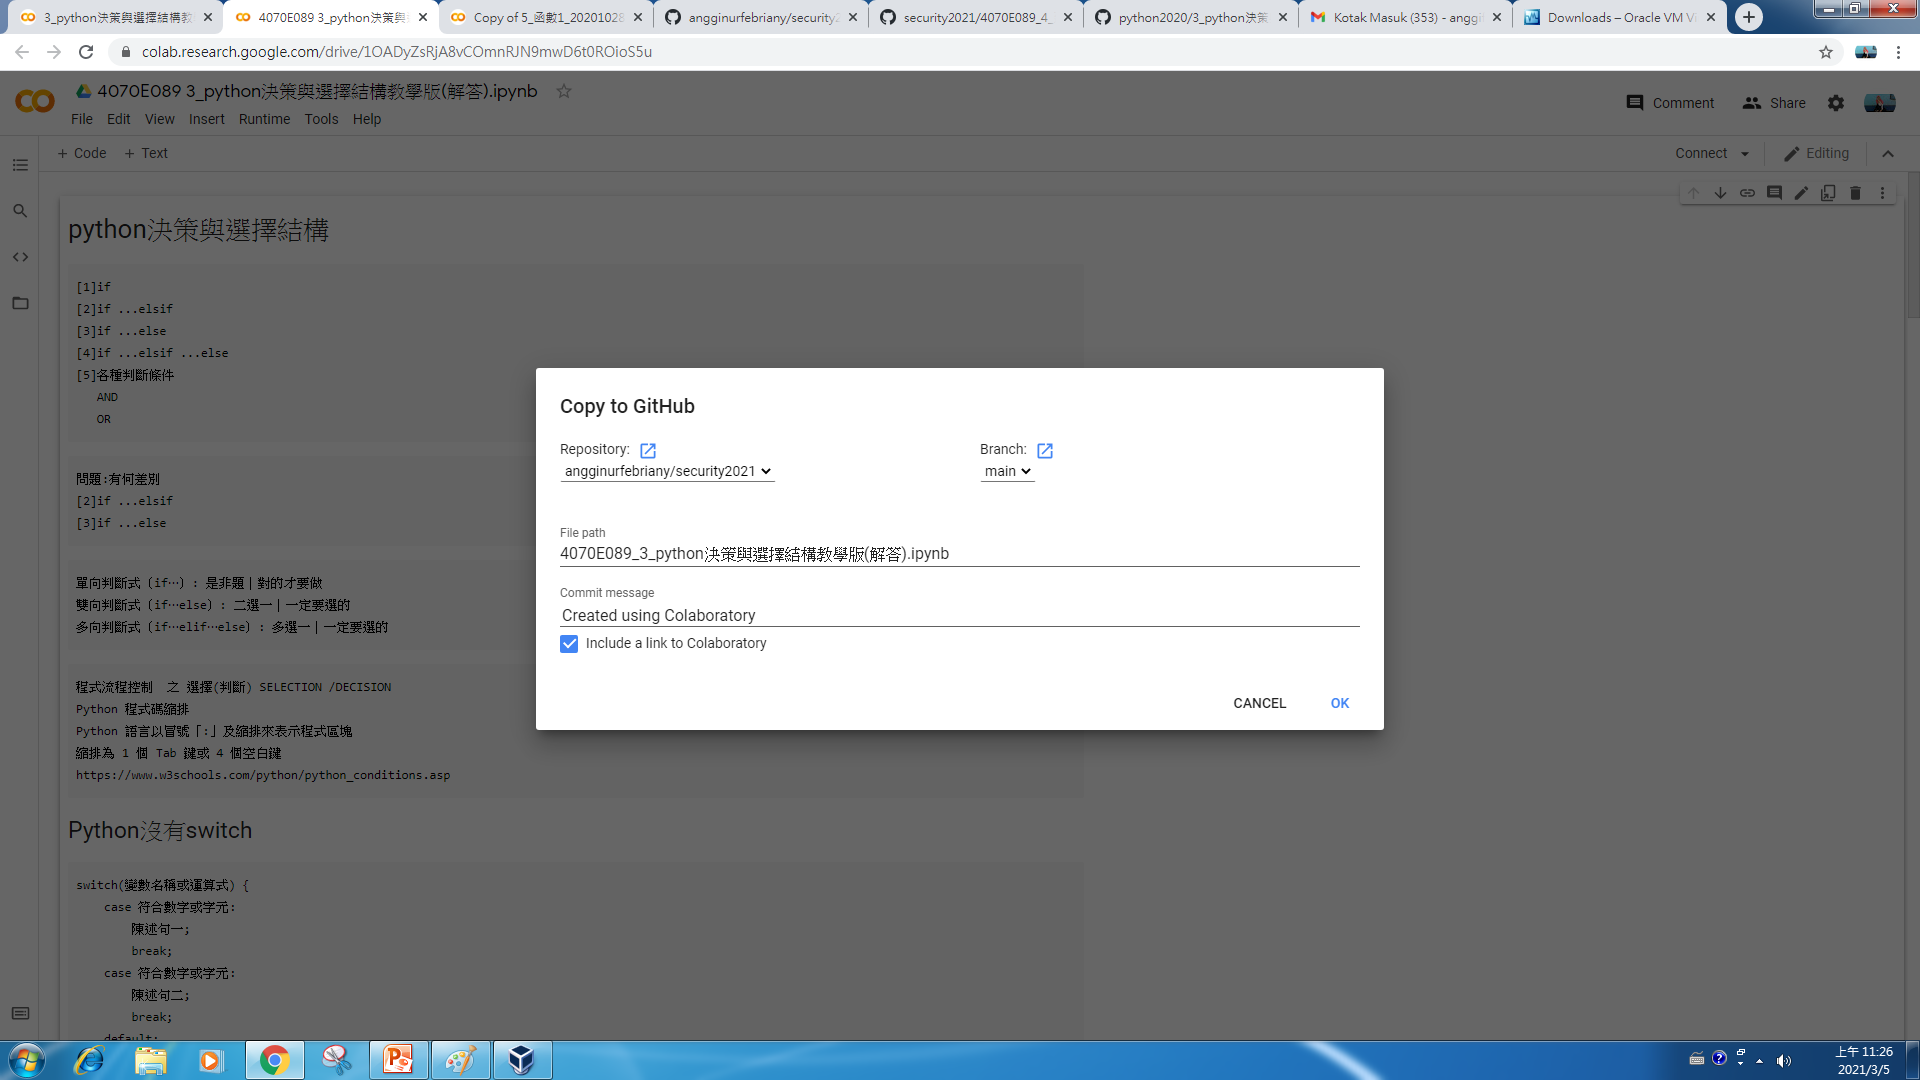 3_python決策與選擇結構教
4070E089 3_python決策與
Copy of 5_函數1_20201028
angginurfebriany/security
security2021/4070E089_4_
python2020/3_python決策
Kotak Masuk (353) - anggi
Downloads – Oracle VM V
colab.research.google.com/drive/1OADyZsRjA8vCOmnRJN9mwD6t0ROioS5u
4070E089 3_python決策與選擇結構教學版(解答).ipynb
Comment
Share
File Edit View Insert Runtime Tools Help
+ Code + Text
Connect
Editing
python決策與選擇結構
[1]if
[2]if ...elsif
[3]if ...else
[4]if ...elsif ...else
[5]各種判斷條件
AND
OR
問題:有何差別
[2]if ...elsif
[3]if ...else
單向判斷式（if…）: 是非題 | 對的才要做
雙向判斷式（if…else）: 二選一 | 一定要選的
多向判斷式（if…elif…else）: 多選一 | 一定要選的
程式流程控制 之 選擇(判斷) SELECTION /DECISION
Python 程式碼縮排
Python 語言以冒號「:」及縮排來表示程式區塊
縮排為 1 個 Tab 鍵或 4 個空白鍵
https://www.w3schools.com/python/python_conditions.asp
Python沒有switch
switch(變數名稱或運算式) {
case 符合數字或字元:
陳述句一;
break;
case 符合數字或字元:
陳述句二;
break;
default:
Copy to GitHub
Repository:
angginurfebriany/security2021
Branch:
main
File path
4070E089_3_python決策與選擇結構教學版(解答).ipynb
Commit message
Created using Colaboratory
Include a link to Colaboratory
CANCEL
OK
上午 11:26
2021/3/5